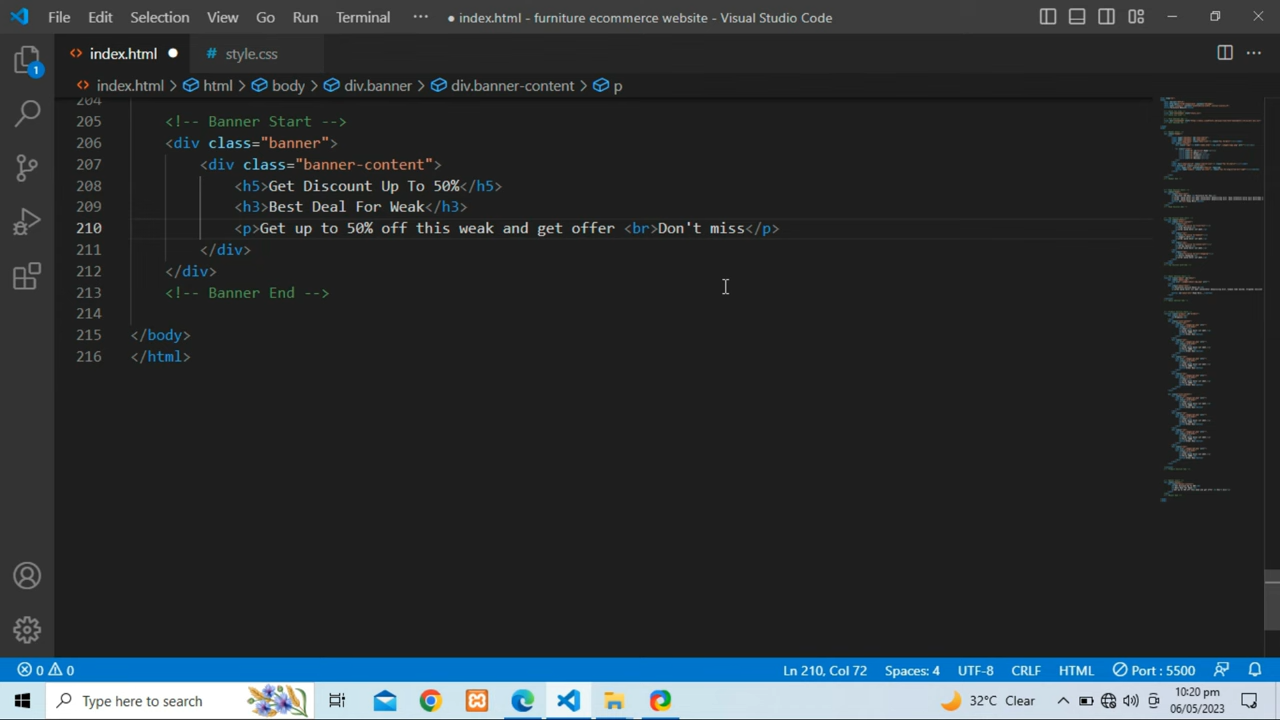 File Edit Selection View Go Run Terminal ··· ● index.html - furniture ecommerce website - Visual Studio Code
<> index.html ● # style.css
1
<> index.html > html > body > div.banner > div.banner-content > p
204
205 <!-- Banner Start -->
206 <div class="banner">
207 <div class="banner-content">
208 <h5>Get Discount Up To 50%</h5>
209 <h3>Best Deal For Weak</h3>
210 <p>Get up to 50% off this weak and get offer <br>Don't miss</p>
211 </div>
212 </div>
213 <!-- Banner End -->
214
215 </body>
216 </html>
0 0 Ln 210, Col 72 Spaces: 4 UTF-8 CRLF HTML Port : 5500
Type here to search 32°C Clear 10:20 pm
06/05/2023